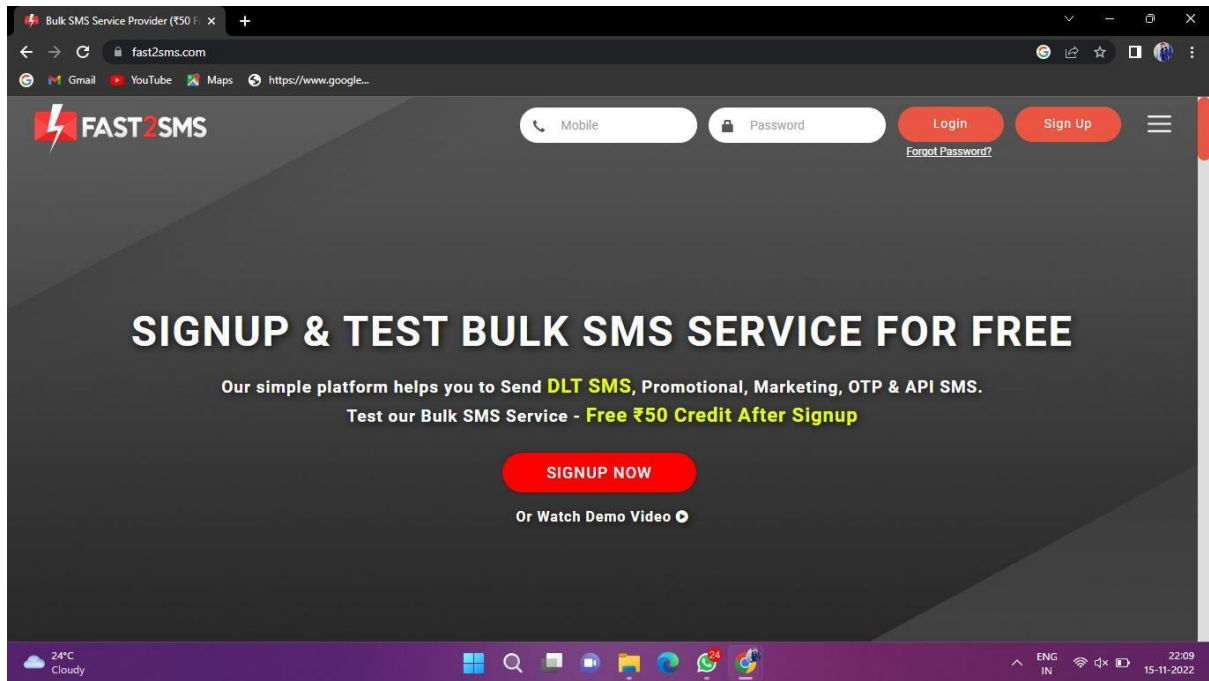 Bulk SMS Service Provider (₹50 F
fast2sms.com
Gmail YouTube Maps https://www.google...
FAST2SMS
Mobile Password Login Sign Up
Forgot Password?
SIGNUP & TEST BULK SMS SERVICE FOR FREE
Our simple platform helps you to Send DLT SMS, Promotional, Marketing, OTP & API SMS.
Test our Bulk SMS Service - Free ₹50 Credit After Signup
SIGNUP NOW
Or Watch Demo Video
24°C
Cloudy
24
ENG
IN
22:09
15-11-2022